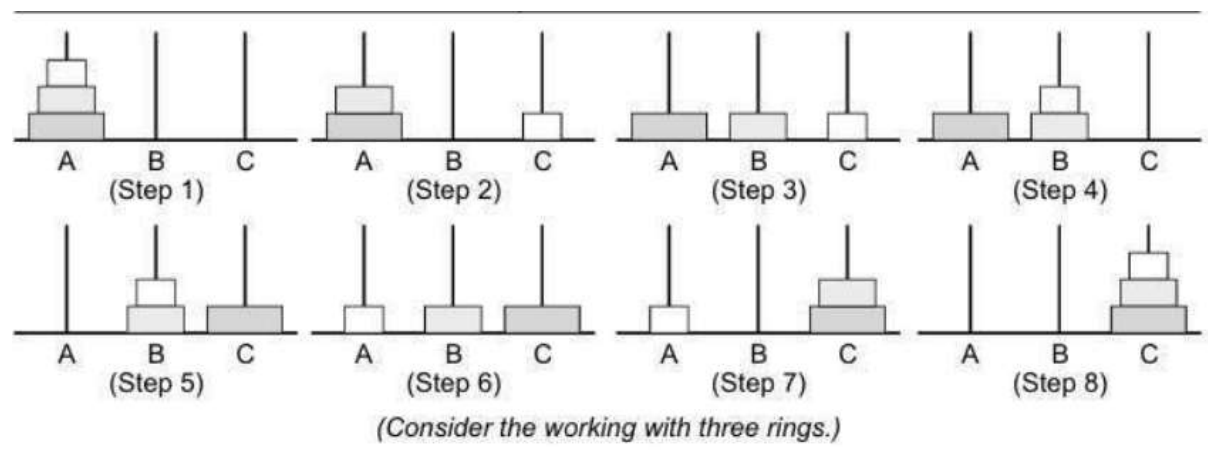 A B C A B C A B C A B C
(Step 1) (Step 2) (Step 3) (Step 4)
A B C A B C A B C A B C
(Step 5) (Step 6) (Step 7) (Step 8)
(Consider the working with three rings.)